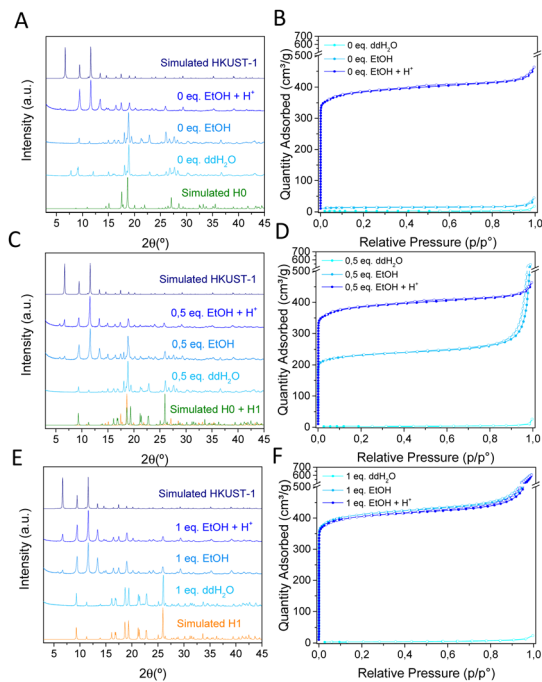 A
Simulated HKUST-1
0 eq. EtOH + H⁺
0 eq. EtOH
0 eq. ddH₂O
Simulated H0
Intensity (a.u.)
5 10 15 20 25 30 35 40 45
2θ(º)
B
700
600
500
400
300
200
100
0
0 eq. ddH₂O
0 eq. EtOH
0 eq. EtOH + H⁺
Quantity Adsorbed (cm³/g)
0,0 0,2 0,4 0,6 0,8 1,0
Relative Pressure (p/p°)
C
Simulated HKUST-1
0,5 eq. EtOH + H⁺
0,5 eq. EtOH
0,5 eq. ddH₂O
Simulated H0 + H1
Intensity (a.u.)
5 10 15 20 25 30 35 40 45
2θ(º)
D
700
600
500
400
300
200
100
0
0,5 eq. ddH₂O
0,5 eq. EtOH
0,5 eq. EtOH + H⁺
Quantity Adsorbed (cm³/g)
0,0 0,2 0,4 0,6 0,8 1,0
Relative Pressure (p/p°)
E
Simulated HKUST-1
1 eq. EtOH + H⁺
1 eq. EtOH
1 eq. ddH₂O
Simulated H1
Intensity (a.u.)
5 10 15 20 25 30 35 40 45
2θ(º)
F
700
600
500
400
300
200
100
0
1 eq. ddH₂O
1 eq. EtOH
1 eq. EtOH + H⁺
Quantity Adsorbed (cm³/g)
0,0 0,2 0,4 0,6 0,8 1,0
Relative Pressure (p/p°)